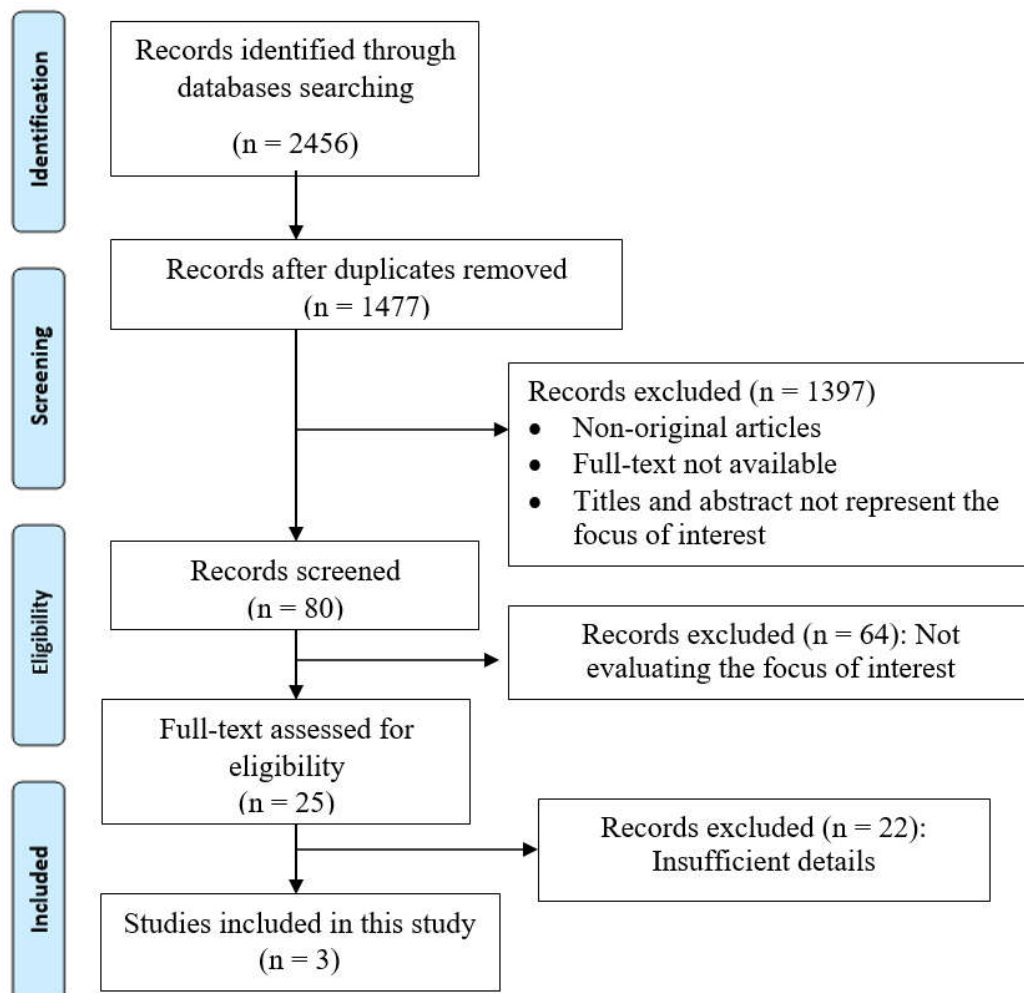 Identification
Records identified through
databases searching
(n = 2456)
Records after duplicates removed
(n = 1477)
Screening
Records excluded (n = 1397)
• Non-original articles
• Full-text not available
• Titles and abstract not represent the
focus of interest
Records screened
(n = 80)
Eligibility
Records excluded (n = 64): Not
evaluating the focus of interest
Full-text assessed for
eligibility
(n = 25)
Records excluded (n = 22):
Insufficient details
Included
Studies included in this study
(n = 3)